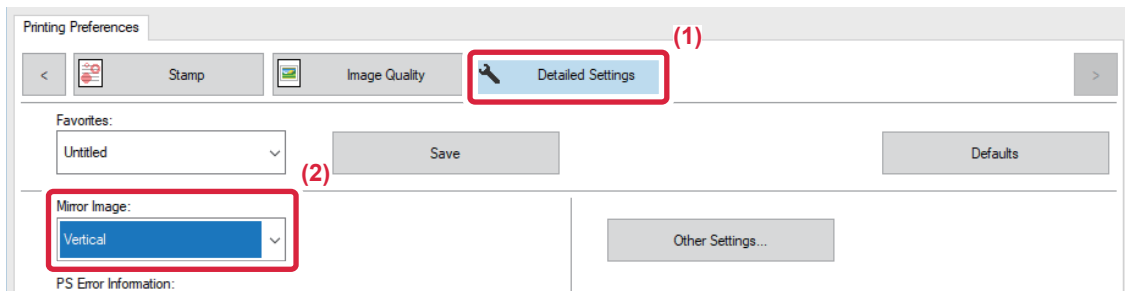 Printing Preferences
(1)
< Stamp Image Quality Detailed Settings >
Favorites:
Untitled Save Defaults
(2)
Mirror Image:
Vertical Other Settings...
PS Error Information: